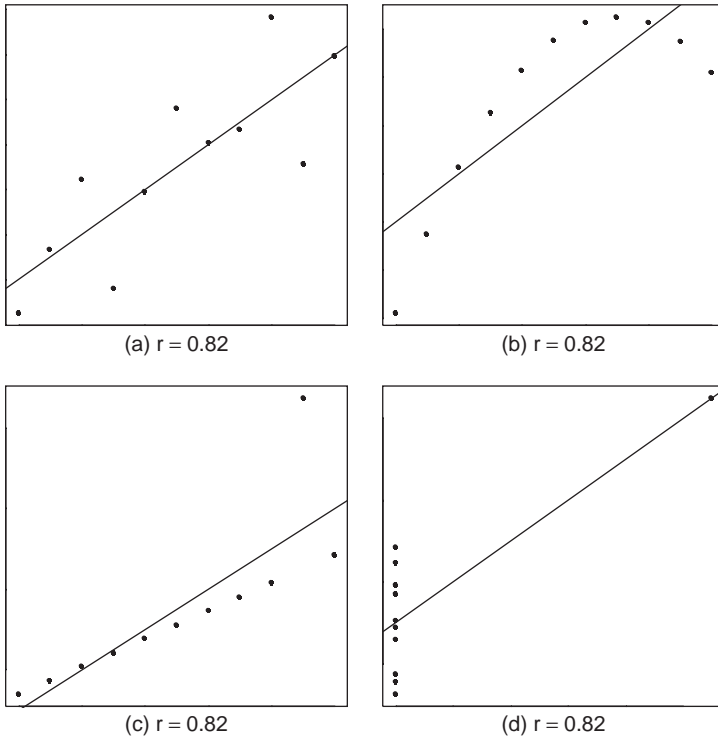 (a) r = 0.82
(b) r = 0.82
(c) r = 0.82
(d) r = 0.82